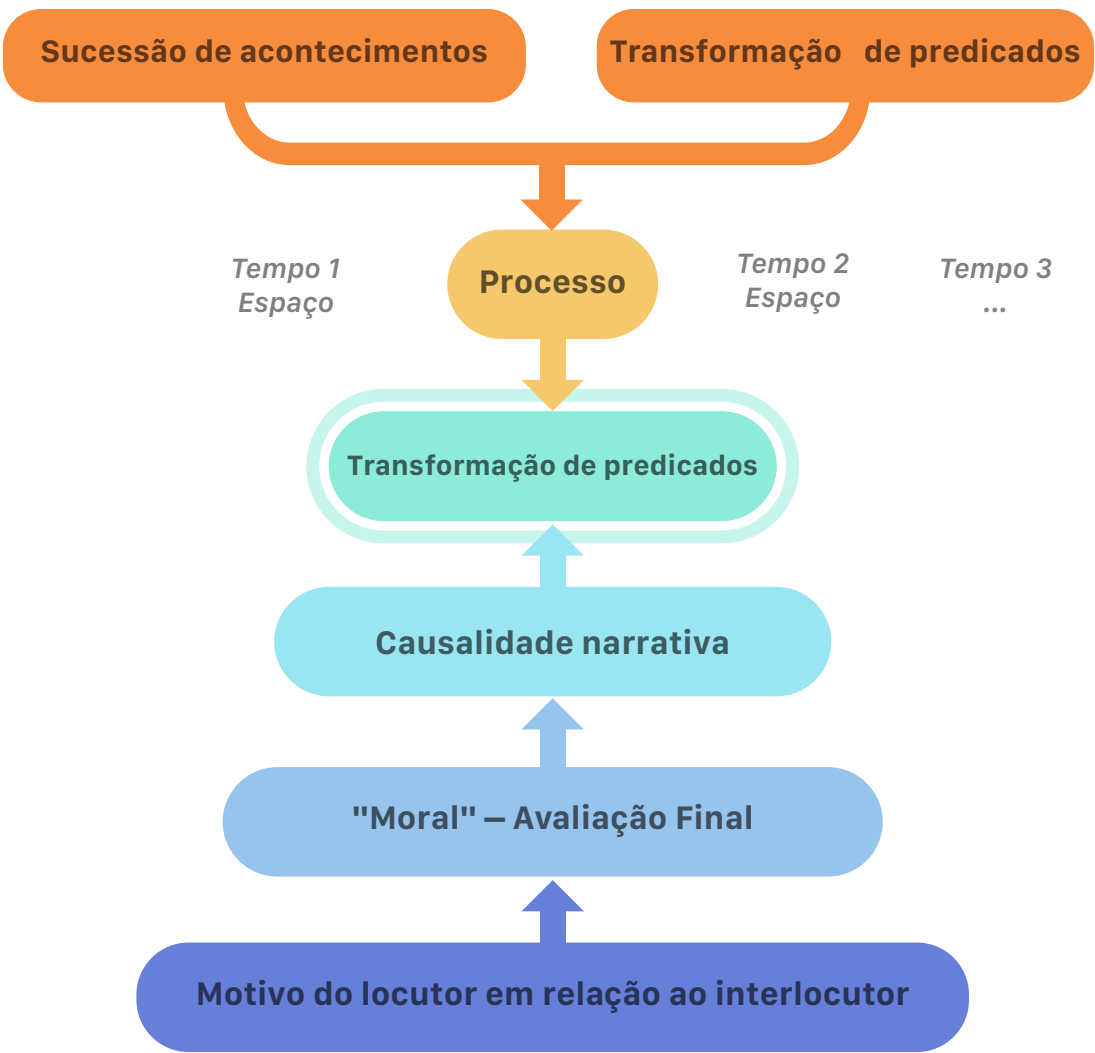 Sucessão de acontecimentos
Transformação de predicados
Tempo 1
Espaço
Processo
Tempo 2
Espaço
Tempo 3
...
Transformação de predicados
Causalidade narrativa
"Moral" – Avaliação Final
Motivo do locutor em relação ao interlocutor